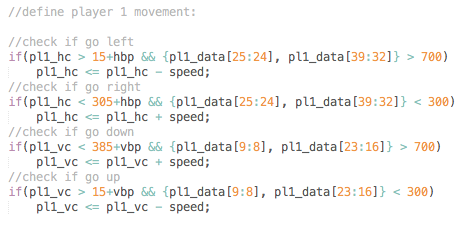 //define player 1 movement:
//check if go left
if(pl1_hc > 15+hbp && {pl1_data[25:24], pl1_data[39:32]} > 700)
pl1_hc <= pl1_hc - speed;
//check if go right
if(pl1_hc < 305+hbp && {pl1_data[25:24], pl1_data[39:32]} < 300)
pl1_hc <= pl1_hc + speed;
//check if go down
if(pl1_vc < 385+vbp && {pl1_data[9:8], pl1_data[23:16]} > 700)
pl1_vc <= pl1_vc + speed;
//check if go up
if(pl1_vc > 15+vbp && {pl1_data[9:8], pl1_data[23:16]} < 300)
pl1_vc <= pl1_vc - speed;